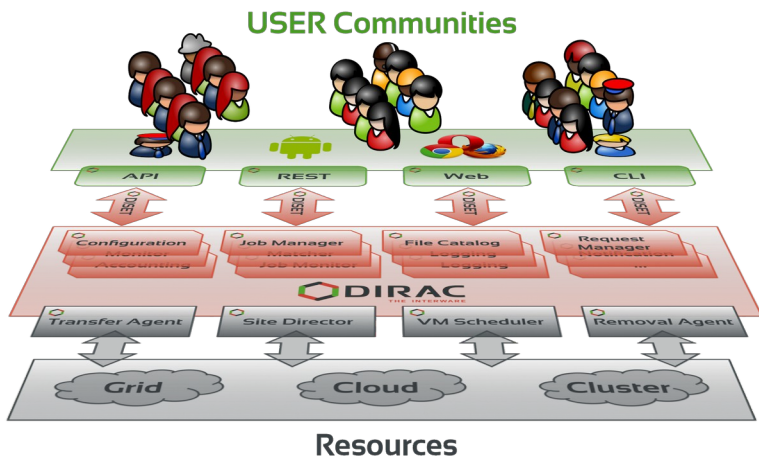 USER Communities
API
REST
Web
CLI
DISET
DISET
DISET
DISET
Configuration
Monitor
Accounting
Job Manager
Matcher
Job Monitor
File Catalog
Logging
Logging
Request
Manager
Notification
...
DIRAC
THE INTERWARE
Transfer Agent
Site Director
VM Scheduler
Removal Agent
Grid
Cloud
Cluster
Resources